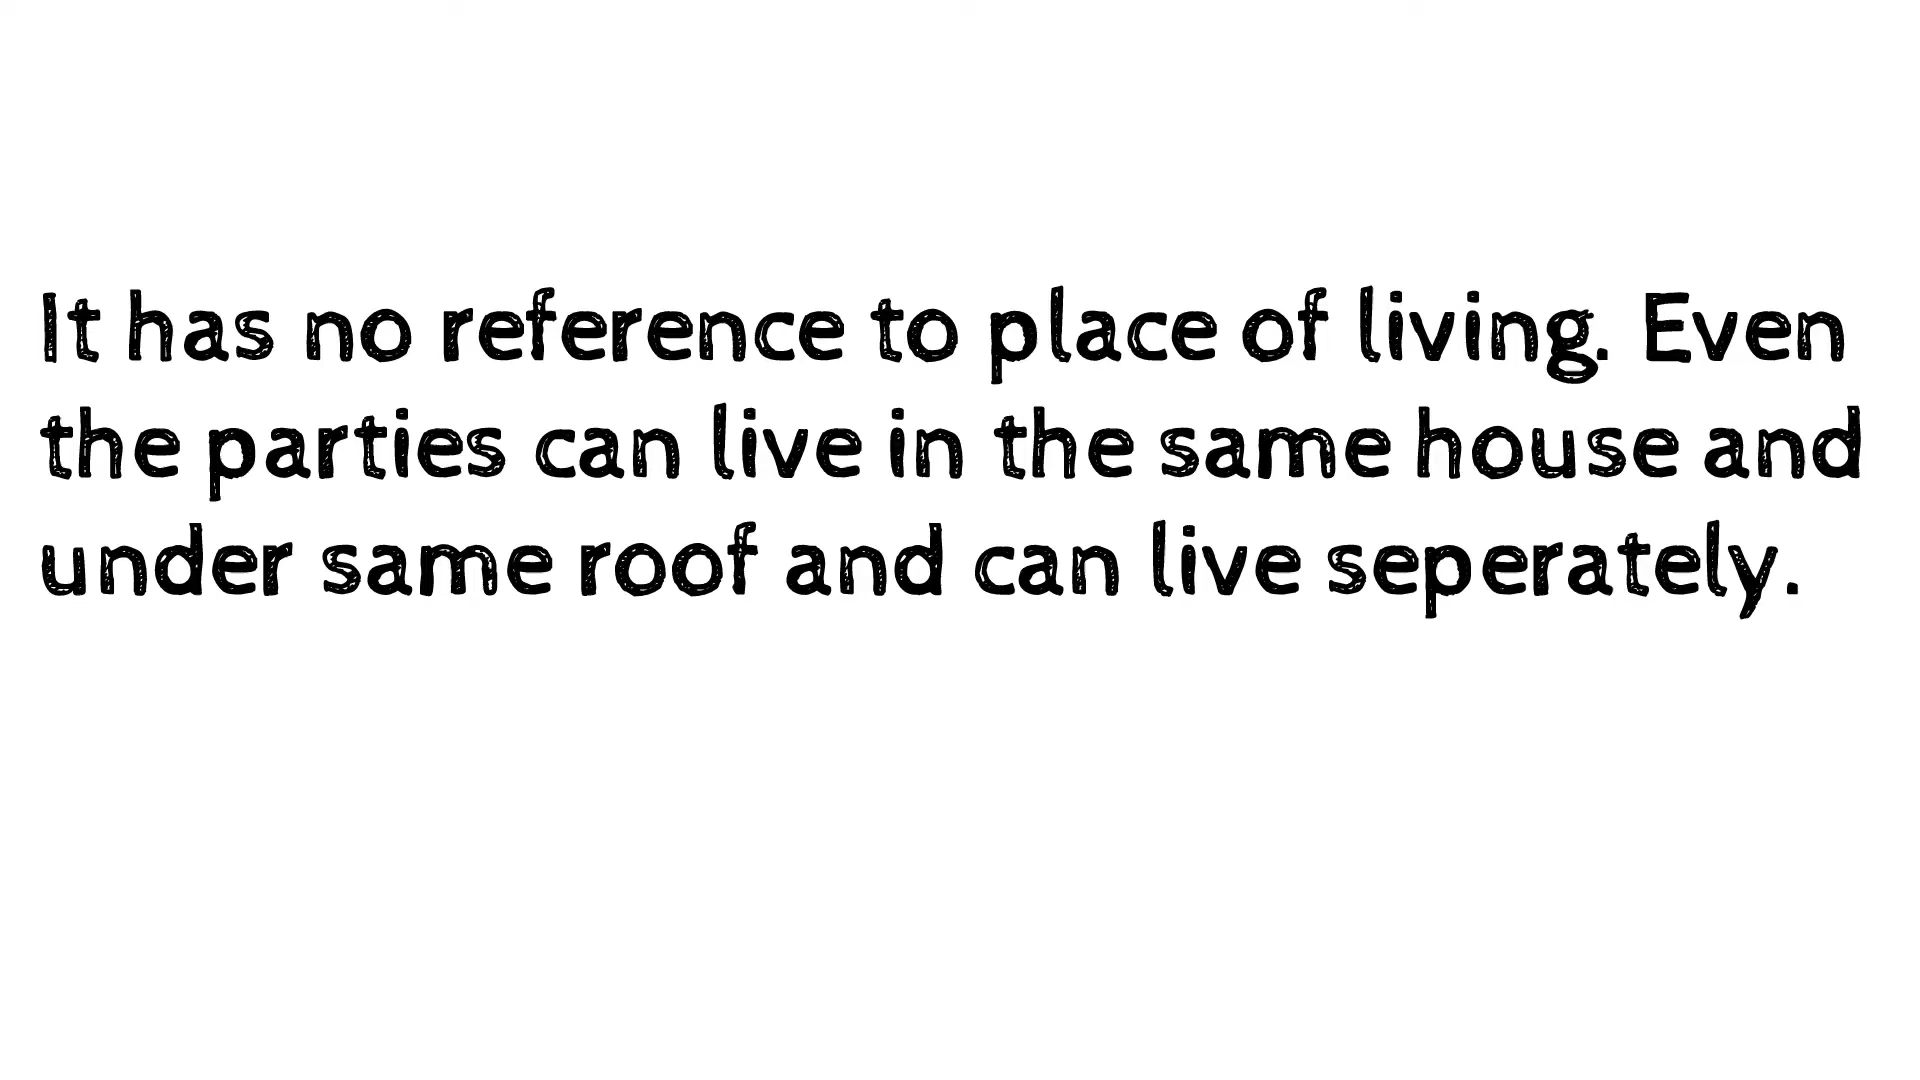 It has no reference to place of living. Even
the parties can live in the same house and
under same roof and can live seperately.